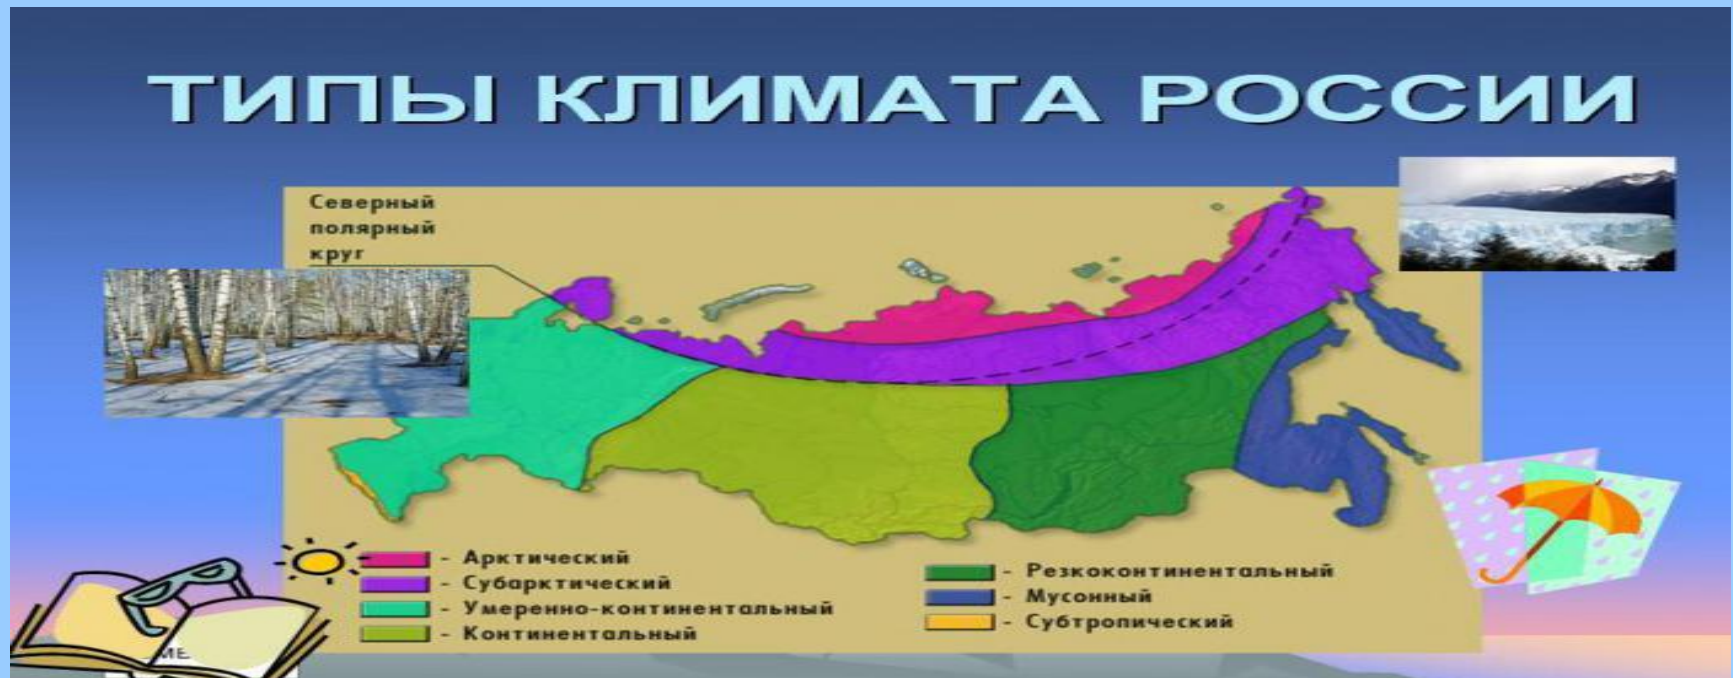 ТИПЫ КЛИМАТА РОССИИ
Северный
полярный
круг
- Арктический
- Субарктический
- Умеренно-континентальный
- Континентальный
- Резкоконтинентальный
- Мусонный
- Субтропический